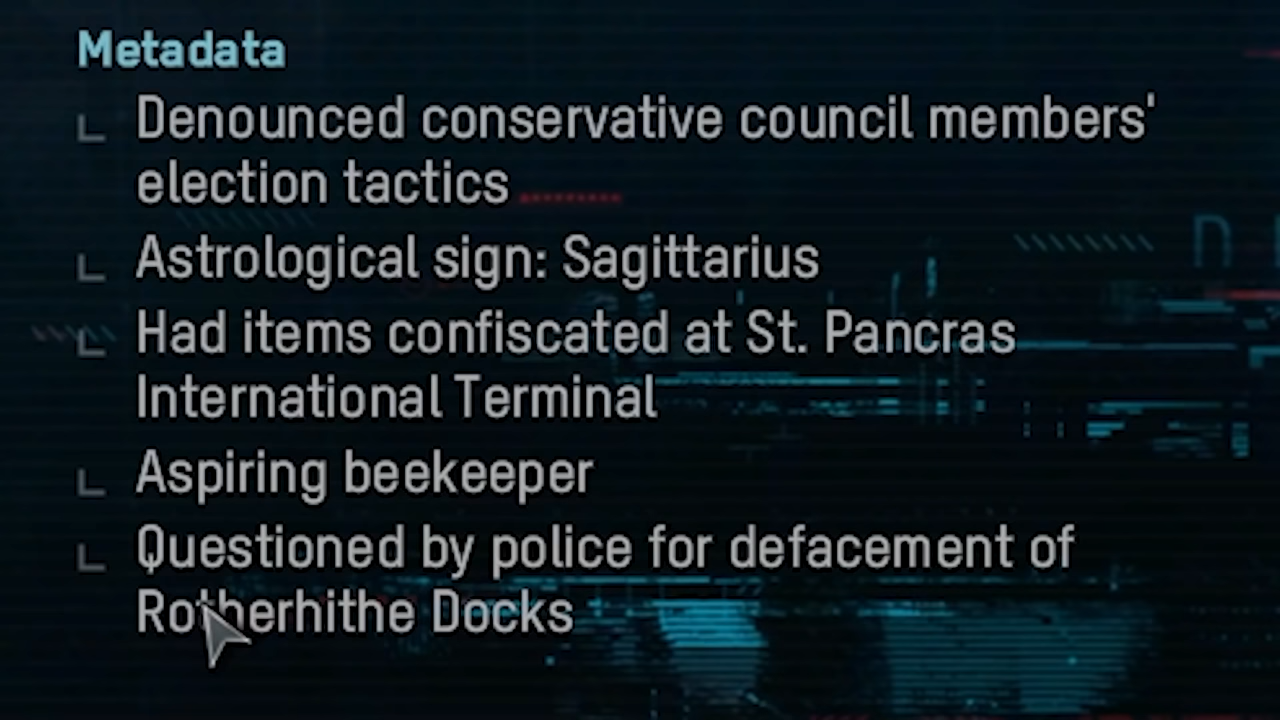 Metadata
Denounced conservative council members'
election tactics
Astrological sign: Sagittarius
Had items confiscated at St. Pancras
International Terminal
Aspiring beekeeper
Questioned by police for defacement of
Rotherhithe Docks